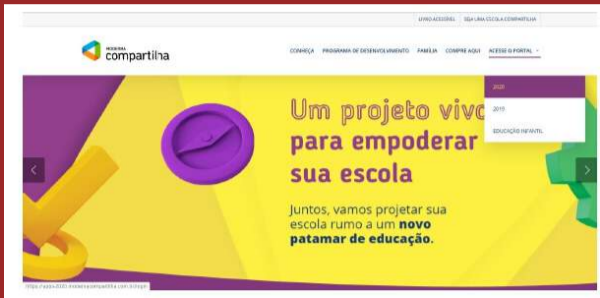 LIVRO ACESSÍVEL SEJA UMA ESCOLA COMPARTILHA
MODERNA
compartilha
CONHEÇA PROGRAMA DE DESENVOLVIMENTO FAMÍLIA COMPRE AQUI ACESSE O PORTAL
2020
2019
EDUCAÇÃO INFANTIL
Um projeto vivo
para empoderar
sua escola
Juntos, vamos projetar sua
escola rumo a um novo
patamar de educação.